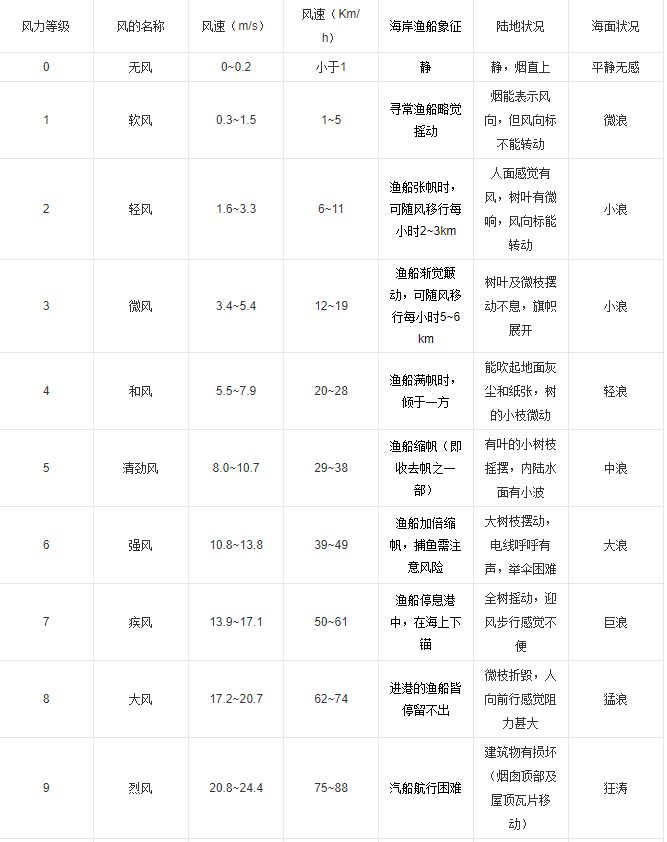 风力等级 风的名称 风速（m/s） 风速（Km/h） 海岸渔船象征 陆地状况 海面状况
0 无风 0~0.2 小于1 静 静，烟直上 平静无感
1 软风 0.3~1.5 1~5 寻常渔船略觉摇动 烟能表示风向，但风向标不能转动 微浪
2 轻风 1.6~3.3 6~11 渔船张帆时，可随风移行每小时2~3km 人面感觉有风，树叶有微响，风向标能转动 小浪
3 微风 3.4~5.4 12~19 渔船渐觉颤动，可随风移行每小时5~6km 树叶及微枝摆动不息，旗帜展开 小浪
4 和风 5.5~7.9 20~28 渔船满帆时，倾于一方 能吹起地面灰尘和纸张，树的小枝微动 轻浪
5 清劲风 8.0~10.7 29~38 渔船缩帆（即收去帆之一部） 有叶的小树枝摇摆，内陆水面有小波 中浪
6 强风 10.8~13.8 39~49 渔船加倍缩帆，捕鱼需注意风险 大树枝摆动，电线呼呼有声，举伞困难 大浪
7 疾风 13.9~17.1 50~61 渔船停息港中，在海上下锚 全树摇动，迎风步行感觉不便 巨浪
8 大风 17.2~20.7 62~74 进港的渔船皆停留不出 微枝折毁，人向前行感觉阻力甚大 猛浪
9 烈风 20.8~24.4 75~88 汽船航行困难 建筑物有损坏（烟囱顶部及屋顶瓦片移动） 狂涛